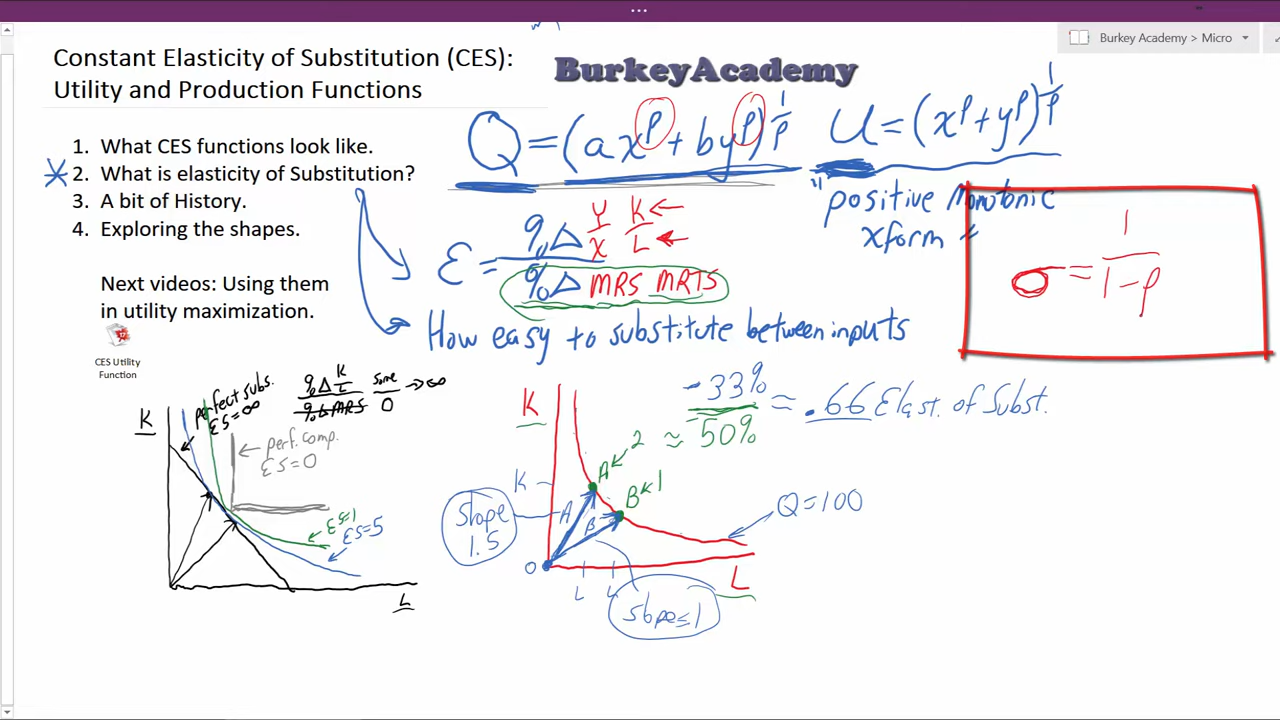 Burkey Academy > Micro
Constant Elasticity of Substitution (CES):
Utility and Production Functions
BurkeyAcademy
Q = (ax^ρ + by^ρ)^1/ρ
U = (x^ρ + y^ρ)^1/ρ
1. What CES functions look like.
2. What is elasticity of Substitution?
3. A bit of History.
4. Exploring the shapes.
Next videos: Using them
in utility maximization.
CES Utility
Function
"positive Monotonic
xform
ε = %Δ Y/X K/L
%Δ MRS MRTS
σ = 1/1-ρ
How easy to substitute between inputs
-33%
-50%
≈ .66 Elast. of Subst.
perfect subs.
ES=∞
%Δ K/L
%Δ MRS
some
0
→∞
K
perf. comp.
ES=0
ES=1
ES=5
L
K
K
A
2
B
1
A
B
slope
1.5
Q=100
O
L
L
L
slope=1